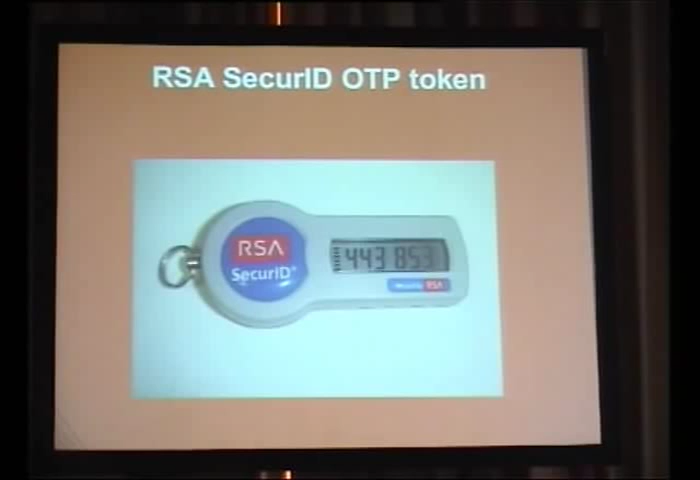 RSA SecurID OTP token
RSA
SecurID®
443 853
RSA